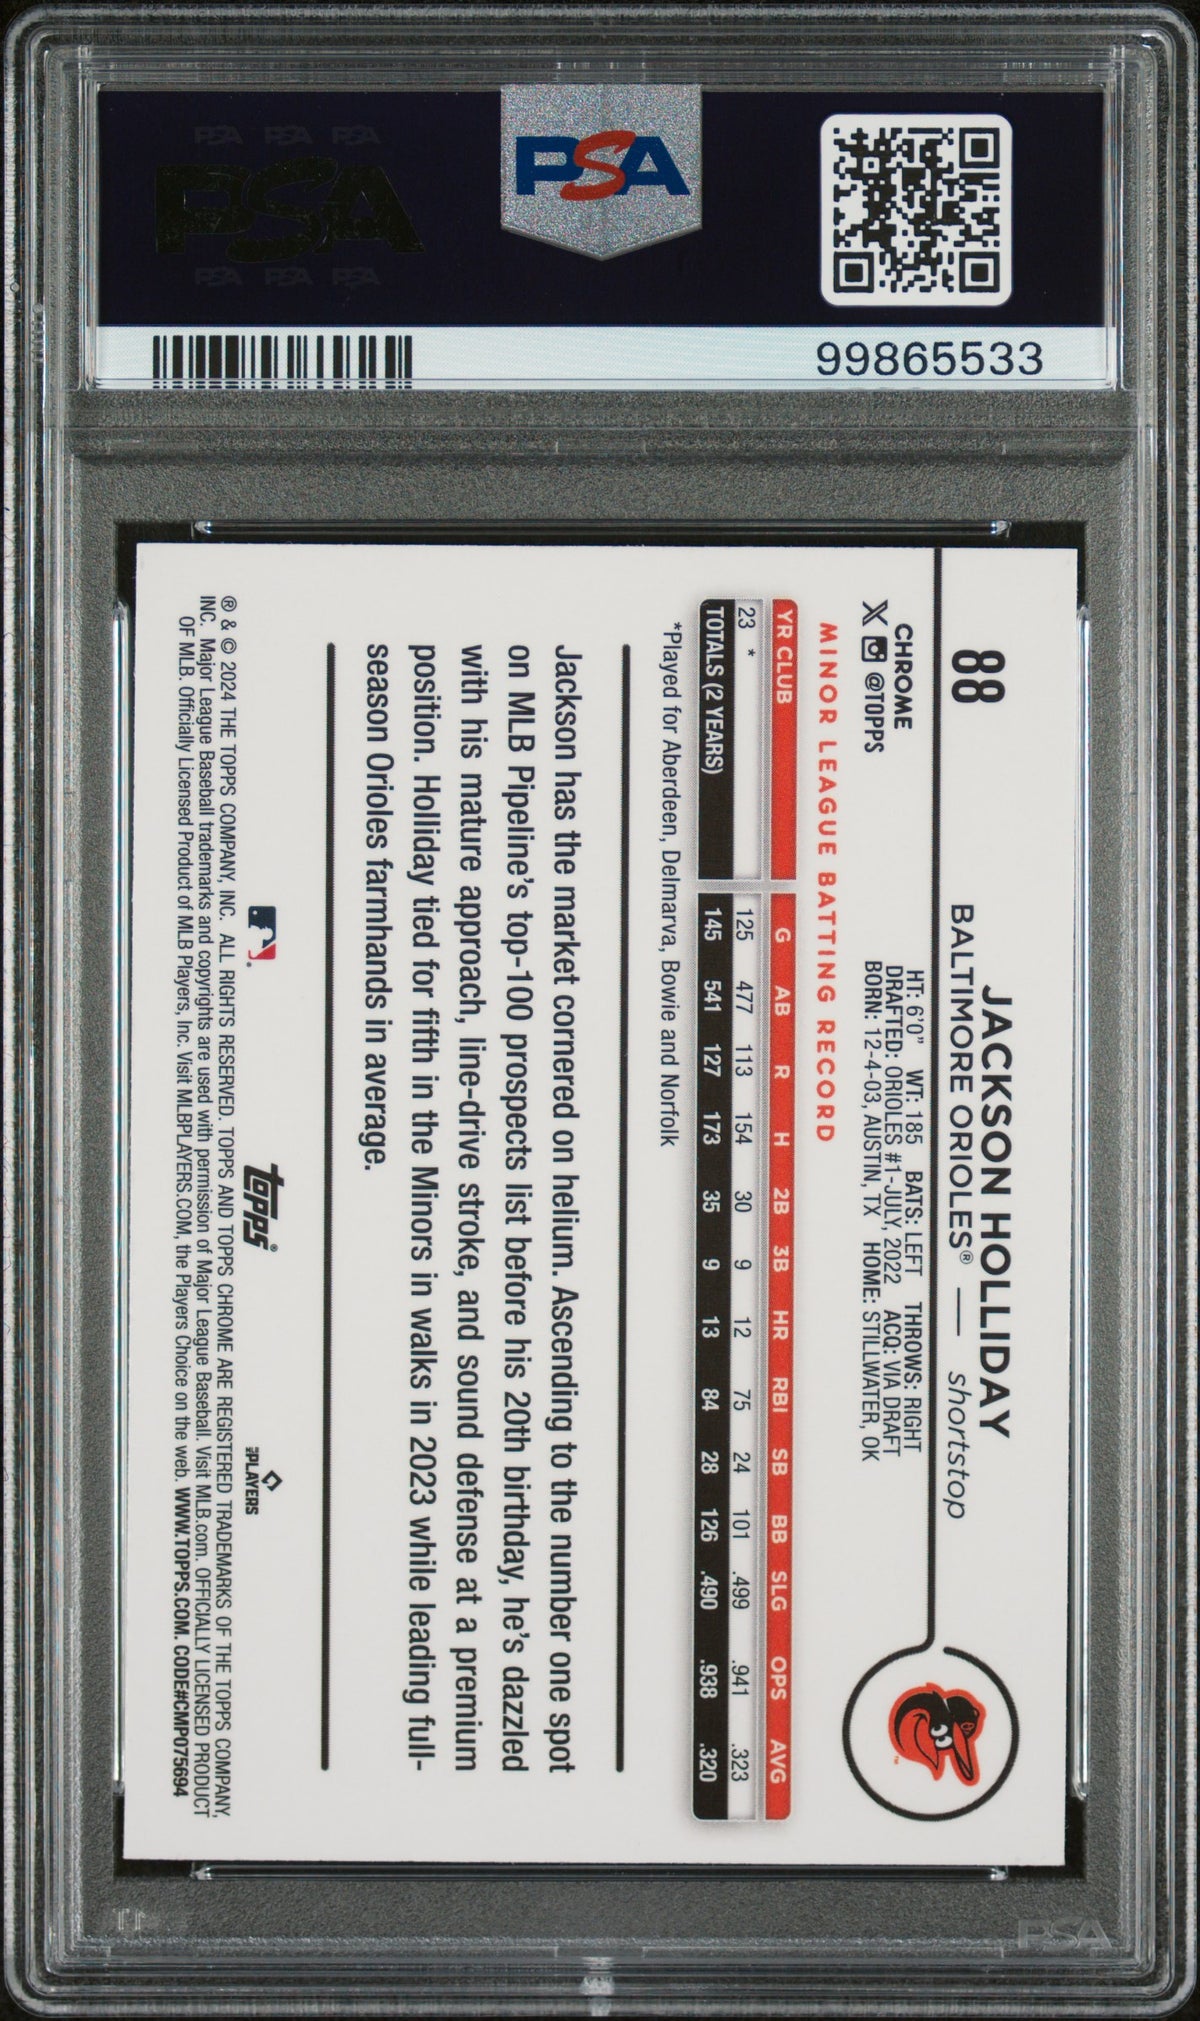 PSA PSA PSA
PSA
PSA PSA PSA
PSA
99865533
88
JACKSON HOLLIDAY
BALTIMORE ORIOLES® — shortstop
CHROME
X @TOPPS
HT: 6'0" WT: 185 BATS: LEFT THROWS: RIGHT
DRAFTED: ORIOLES #1-JULY, 2022 ACQ: VIA DRAFT
BORN: 12-4-03, AUSTIN, TX HOME: STILLWATER, OK
MINOR LEAGUE BATTING RECORD
YR CLUB G AB R H 2B 3B HR RBI SB BB SLG OPS AVG
23 * 125 477 113 154 30 9 12 75 24 101 .499 .941 .323
TOTALS (2 YEARS) 145 541 127 173 35 9 13 84 28 126 .490 .938 .320
*Played for Aberdeen, Delmarva, Bowie and Norfolk
Jackson has the market cornered on helium. Ascending to the number one spot
on MLB Pipeline's top-100 prospects list before his 20th birthday, he's dazzled
with his mature approach, line-drive stroke, and sound defense at a premium
position. Holliday tied for fifth in the Minors in walks in 2023 while leading full-
season Orioles farmhands in average.
topps®
MLB PLAYERS
® & © 2024 THE TOPPS COMPANY, INC. ALL RIGHTS RESERVED. TOPPS AND TOPPS CHROME ARE REGISTERED TRADEMARKS OF THE TOPPS COMPANY,
INC. Major League Baseball trademarks and copyrights are used with permission of Major League Baseball. Visit MLB.com. OFFICIALLY LICENSED PRODUCT
OF MLB. Officially Licensed Product of MLB Players, Inc. Visit MLBPLAYERS.COM, the Players Choice on the web. WWW.TOPPS.COM. CODE#CMP075694
PSA